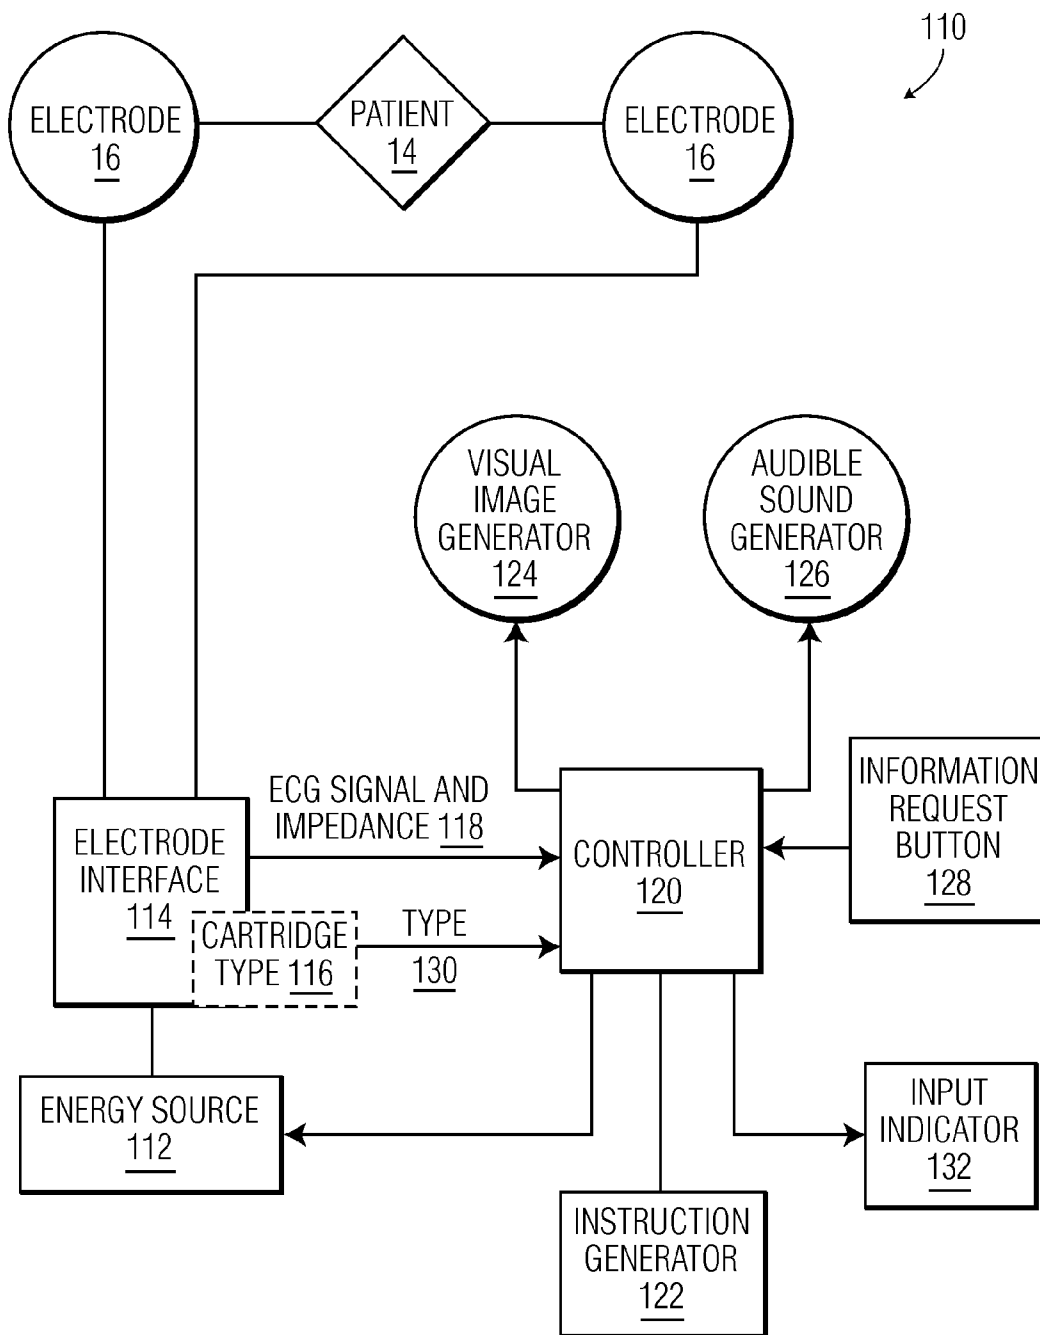 110
ELECTRODE
16
PATIENT
14
ELECTRODE
16
VISUAL
IMAGE
GENERATOR
124
AUDIBLE
SOUND
GENERATOR
126
ECG SIGNAL AND
IMPEDANCE 118
ELECTRODE
INTERFACE
114
CARTRIDGE
TYPE 116
TYPE
130
CONTROLLER
120
INFORMATION
REQUEST
BUTTON
128
ENERGY SOURCE
112
INSTRUCTION
GENERATOR
122
INPUT
INDICATOR
132